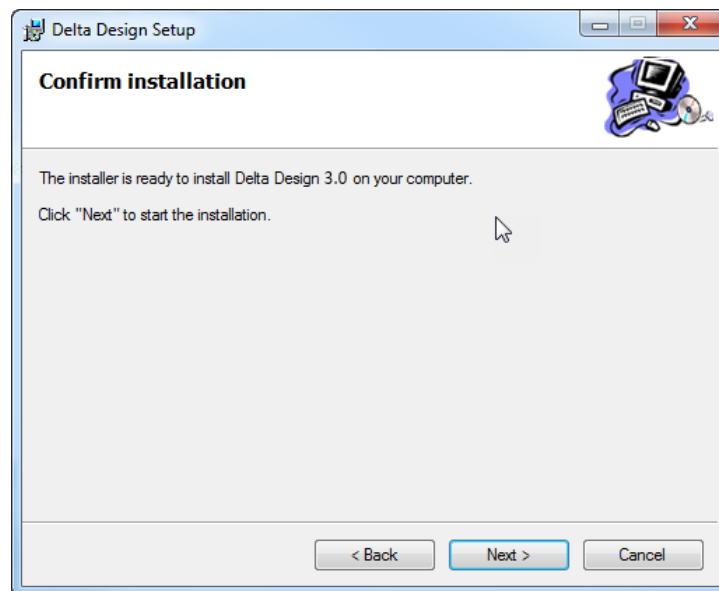 Delta Design Setup
Confirm installation
The installer is ready to install Delta Design 3.0 on your computer.
Click "Next" to start the installation.
< Back Next > Cancel